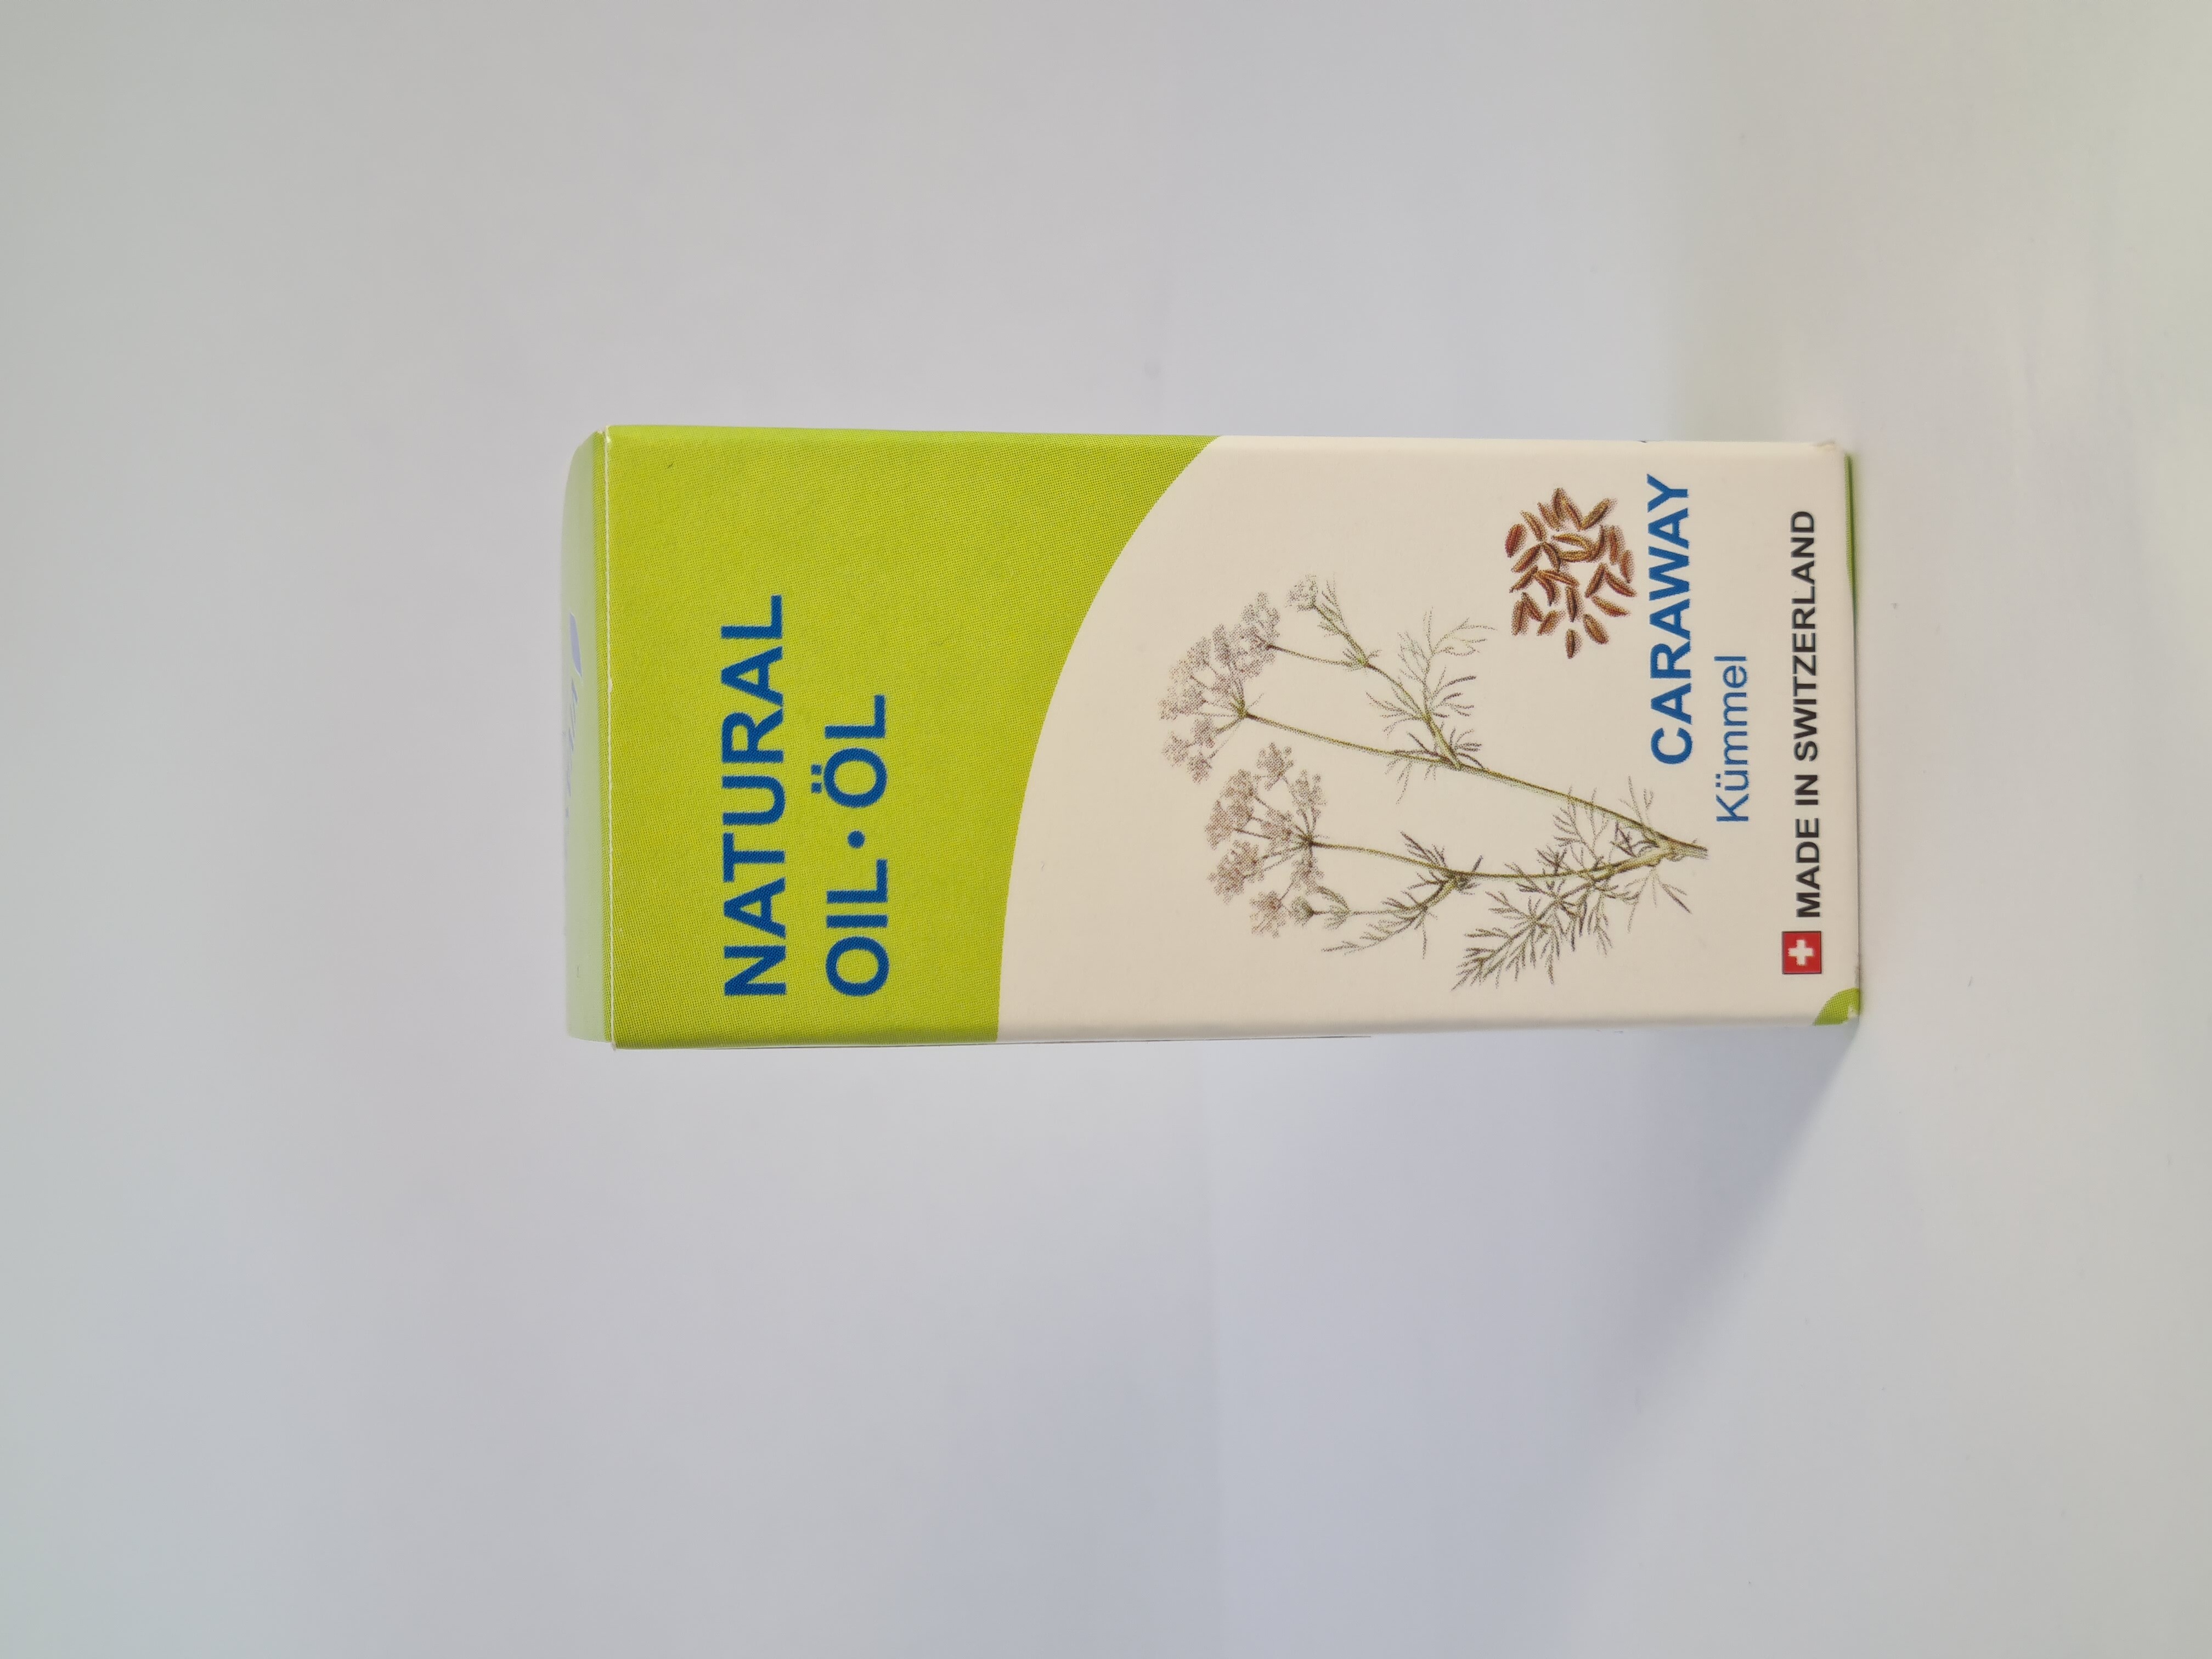 NATURAL
OIL · ÖL
CARAWAY
Kümmel
MADE IN SWITZERLAND